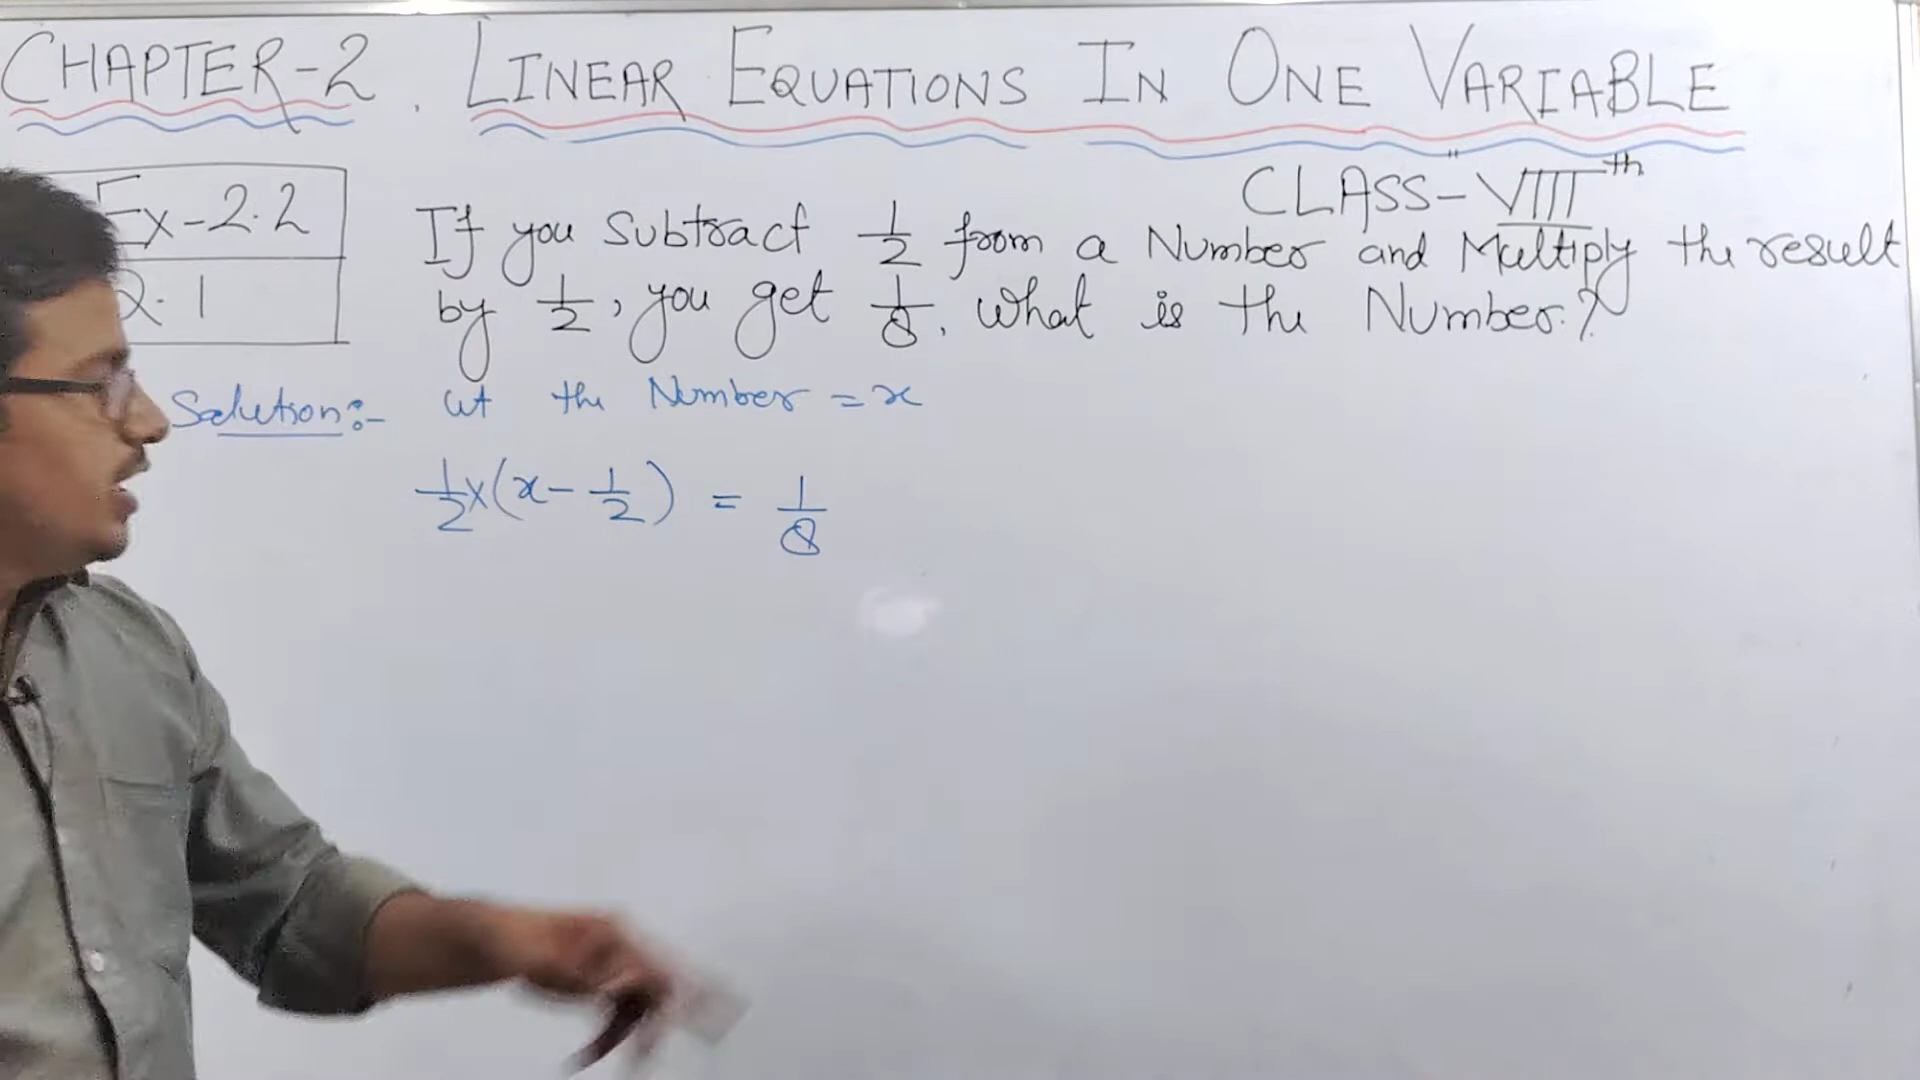 CHAPTER-2. LINEAR EQUATIONS IN ONE VARIABLE
CLASS-VIIIth
Ex-2.2
Q.1
If you Subtract 1/2 from a Number and Multiply the result
by 1/2, you get 1/8. What is the Number.?
Solution:- Let the Number = x
1/2 x (x - 1/2) = 1/8